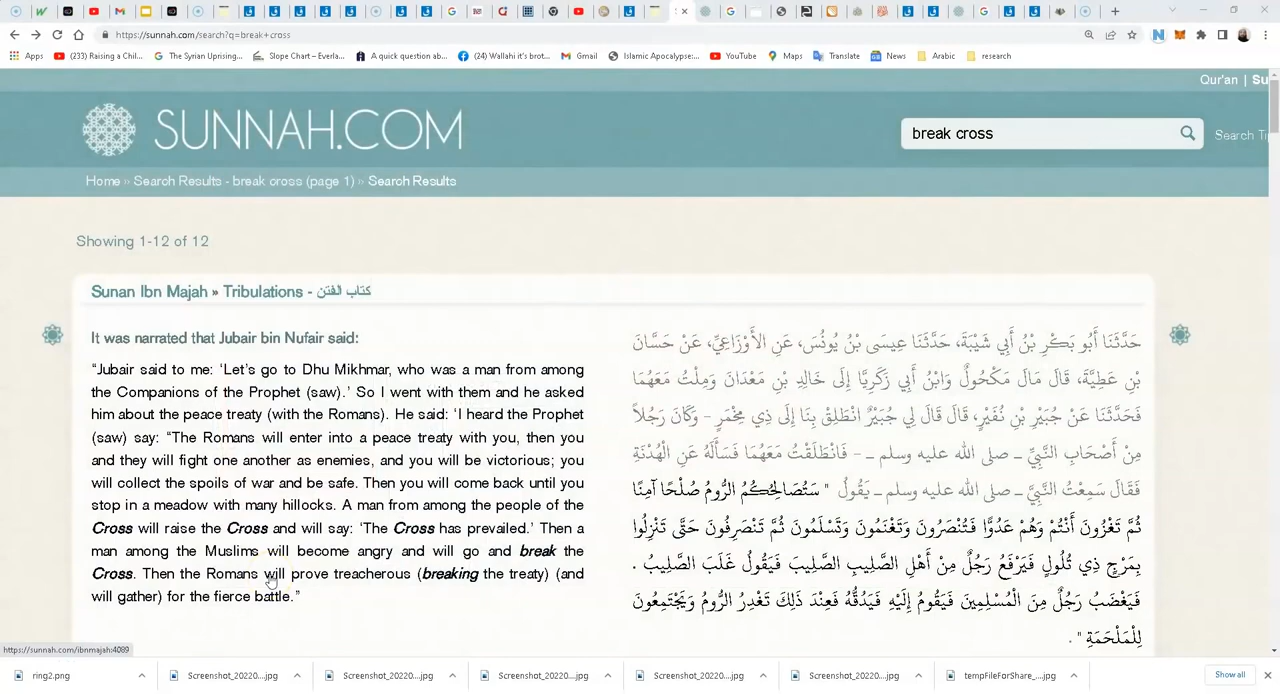 https://sunnah.com/search?q=break+cross
Apps
(233) Raising a Chil...
The Syrian Uprising...
Slope Chart – Everla...
A quick question ab...
(24) Wallahi it's brot...
Gmail
Islamic Apocalypse:...
YouTube
Maps
Translate
News
Arabic
research
Qur'an | Su
SUNNAH.COM
break cross
Search Ti
Home » Search Results - break cross (page 1) » Search Results
Showing 1-12 of 12
Sunan Ibn Majah » Tribulations - كتاب الفتن
It was narrated that Jubair bin Nufair said:
“Jubair said to me: ‘Let’s go to Dhu Mikhmar, who was a man from among
the Companions of the Prophet (saw).’ So I went with them and he asked
him about the peace treaty (with the Romans). He said: ‘I heard the Prophet
(saw) say: “The Romans will enter into a peace treaty with you, then you
and they will fight one another as enemies, and you will be victorious; you
will collect the spoils of war and be safe. Then you will come back until you
stop in a meadow with many hillocks. A man from among the people of the
Cross will raise the Cross and will say: ‘The Cross has prevailed.’ Then a
man among the Muslims will become angry and will go and break the
Cross. Then the Romans will prove treacherous (breaking the treaty) (and
will gather) for the fierce battle.”
حَدَّثَنَا أَبُو بَكْرِ بْنُ أَبِي شَيْبَةَ، حَدَّثَنَا عِيسَى بْنُ يُونُسَ، عَنِ الأَوْزَاعِيِّ، عَنْ حَسَّانَ
بْنِ عَطِيَّةَ، قَالَ مَالَ مَكْحُولٌ وَابْنُ أَبِي زَكَرِيَّا إِلَى خَالِدِ بْنِ مَعْدَانَ وَمِلْتُ مَعَهُمَا
فَحَدَّثَنَا عَنْ جُبَيْرِ بْنِ نُفَيْرٍ، قَالَ قَالَ لِي جُبَيْرٌ انْطَلِقْ بِنَا إِلَى ذِي مِخْمَرٍ - وَكَانَ رَجُلاً
مِنْ أَصْحَابِ النَّبِيِّ ـ صلى الله عليه وسلم ـ - فَانْطَلَقْتُ مَعَهُمَا فَسَأَلَهُ عَنِ الْهُدْنَةِ
فَقَالَ سَمِعْتُ النَّبِيَّ ـ صلى الله عليه وسلم ـ يَقُولُ " سَتُصَالِحُكُمُ الرُّومُ صُلْحًا آمِنًا
ثُمَّ تَغْزُونَ أَنْتُمْ وَهُمْ عَدُوًّا فَتُنْصَرُونَ وَتَغْنَمُونَ وَتَسْلَمُونَ ثُمَّ تَنْصَرِفُونَ حَتَّى تَنْزِلُوا
بِمَرْجٍ ذِي تُلُولٍ فَيَرْفَعُ رَجُلٌ مِنْ أَهْلِ الصَّلِيبِ الصَّلِيبَ فَيَقُولُ غَلَبَ الصَّلِيبُ .
فَيَغْضَبُ رَجُلٌ مِنَ الْمُسْلِمِينَ فَيَقُومُ إِلَيْهِ فَيَدُقُّهُ فَعِنْدَ ذَلِكَ تَغْدِرُ الرُّومُ وَيَجْتَمِعُونَ
لِلْمَلْحَمَةِ " .
https://sunnah.com/ibnmajah:4089
ring2.png
Screenshot_20220....jpg
Screenshot_20220....jpg
Screenshot_20220....jpg
Screenshot_20220....jpg
Screenshot_20220....jpg
tempFileForShare_....jpg
Show all